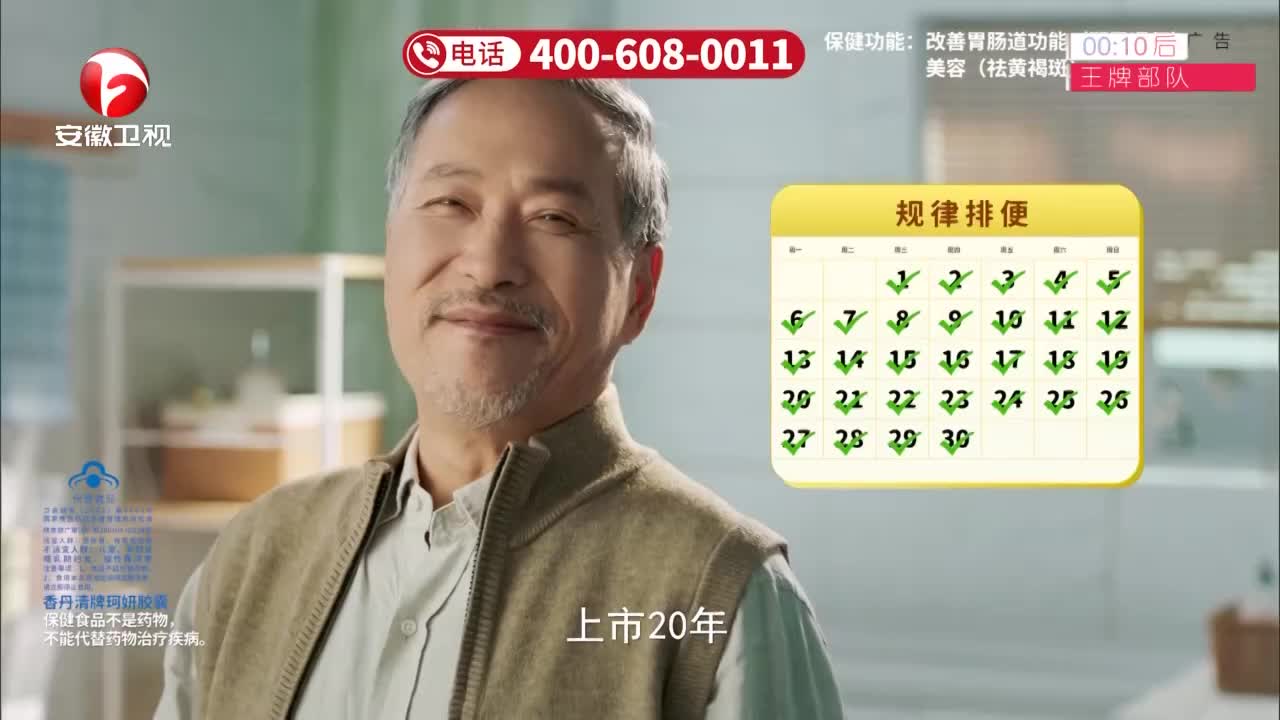 安徽卫视
电话 400-608-0011
保健功能：改善胃肠道功能
美容（祛黄褐斑
广告
00:10后
王牌部队
规律排便
周一 周二 周三 周四 周五 周六 周日
1 2 3 4 5
6 7 8 9 10 11 12
13 14 15 16 17 18 19
20 21 22 23 24 25 26
27 28 29 30
保健食品
香丹清牌珂妍胶囊
保健食品不是药物，
不能代替药物治疗疾病。
上市20年